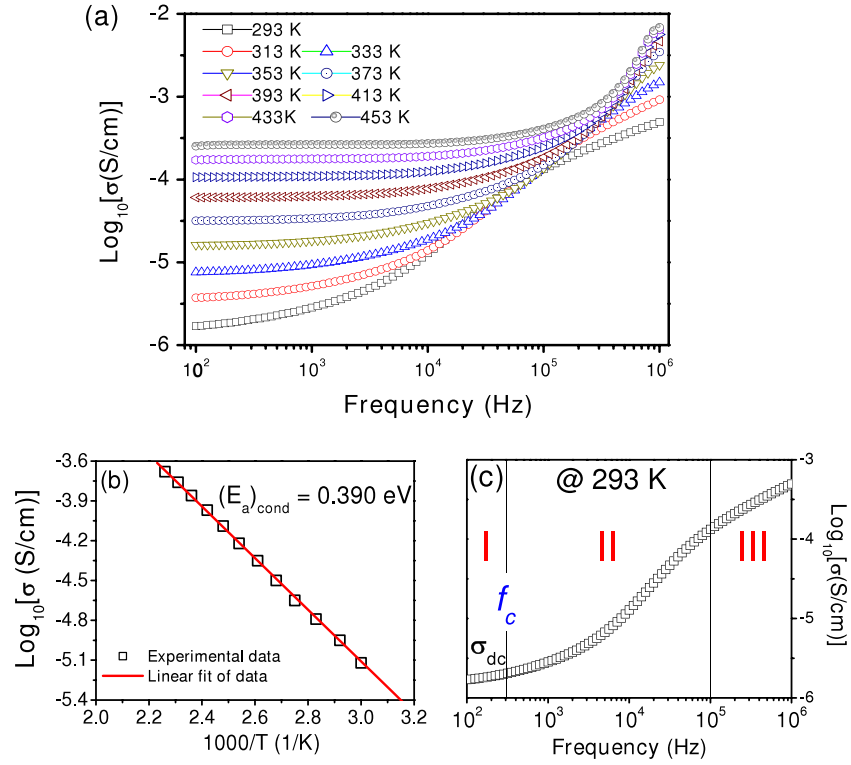 (a)
293 K
313 K 333 K
353 K 373 K
393 K 413 K
433K 453 K
Log10[σ(S/cm)]
-2
-3
-4
-5
-6
10^2 10^3 10^4 10^5 10^6
Frequency (Hz)
(b)
(Ea)cond = 0.390 eV
Log10[σ (S/cm)]
-3.6
-3.9
-4.2
-4.5
-4.8
-5.1
-5.4
Experimental data
Linear fit of data
2.0 2.2 2.4 2.6 2.8 3.0 3.2
1000/T (1/K)
(c)
@ 293 K
I II III
fc
σdc
-3
-4
-5
-6
Log10[σ(S/cm)]
10^2 10^3 10^4 10^5 10^6
Frequency (Hz)